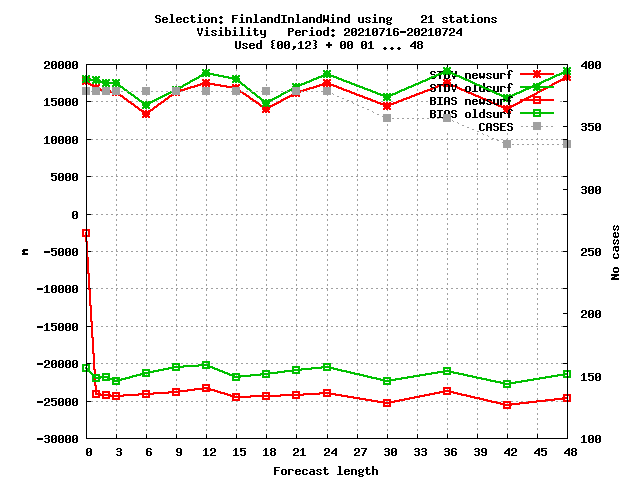 Selection: FinlandInlandWind using 21 stations
Visibility Period: 20210716-20210724
Used {00,12} + 00 01 ... 48
20000
15000
10000
5000
0
-5000
-10000
-15000
-20000
-25000
-30000
m
400
350
300
250
200
150
100
No cases
STDV newsurf
STDV oldsurf
BIAS newsurf
BIAS oldsurf
CASES
0 3 6 9 12 15 18 21 24 27 30 33 36 39 42 45 48
Forecast length